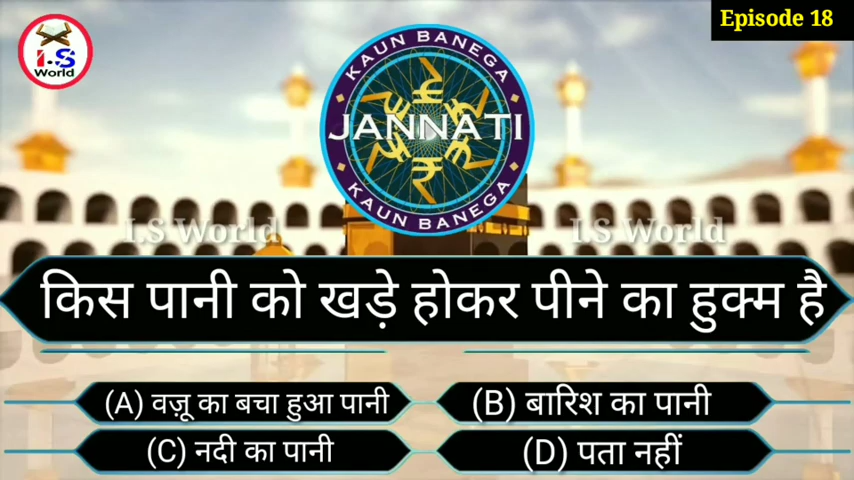 Episode 18
I.S
World
KAUN BANEGA
JANNATI
KAUN BANEGA
I.S World
I.S World
किस पानी को खड़े होकर पीने का हुक्म है
(A) वज़ू का बचा हुआ पानी
(B) बारिश का पानी
(C) नदी का पानी
(D) पता नहीं